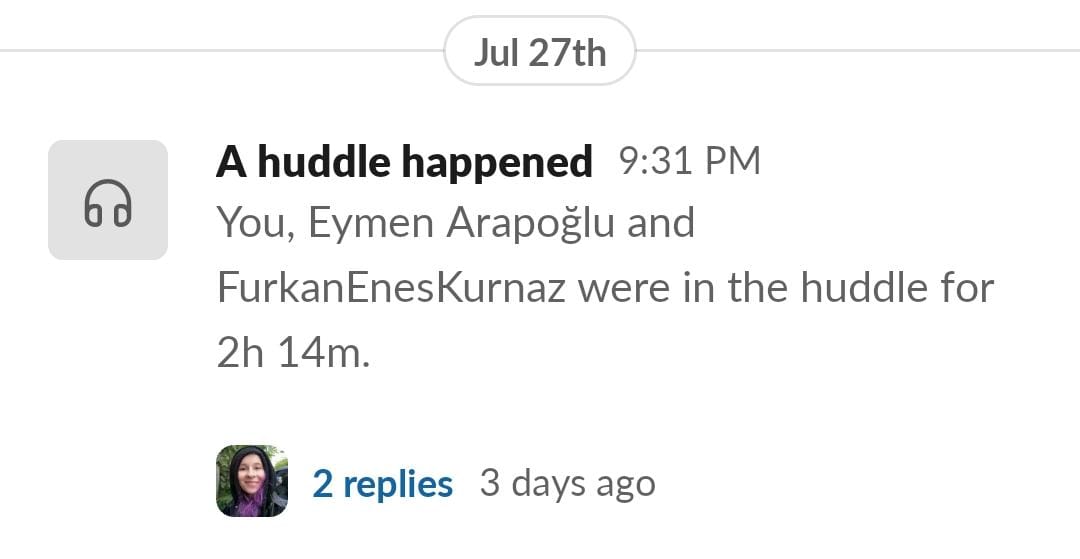 Jul 27th
A huddle happened 9:31 PM
You, Eymen Arapoğlu and
FurkanEnesKurnaz were in the huddle for
2h 14m.
2 replies 3 days ago